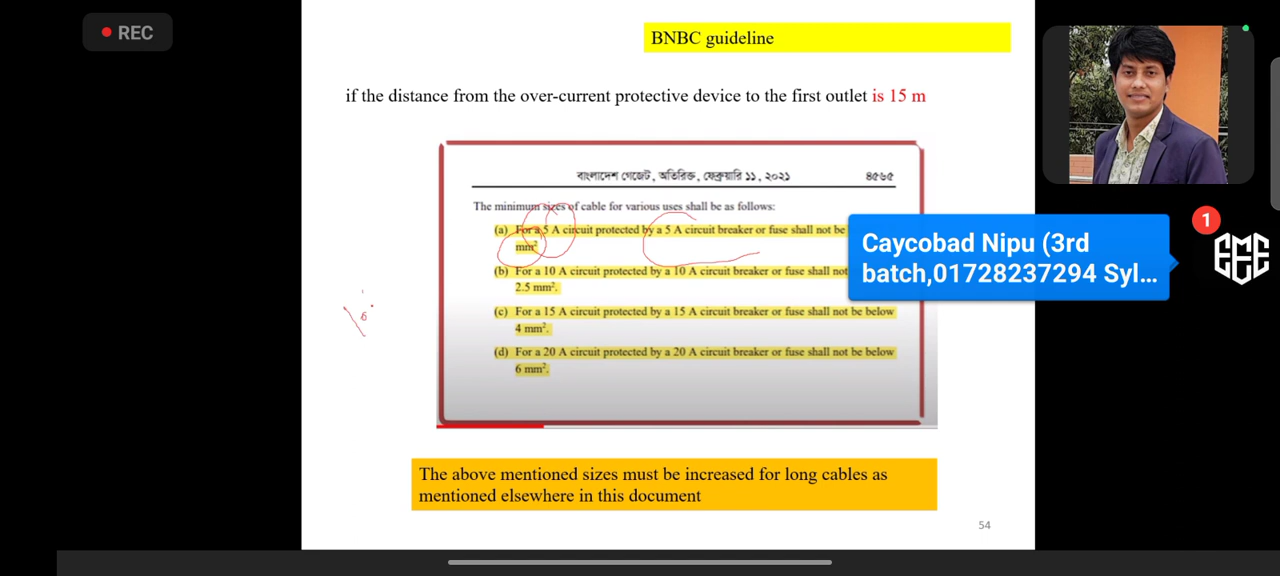 REC
BNBC guideline
if the distance from the over-current protective device to the first outlet is 15 m
বাংলাদেশ গেজেট, অতিরিক্ত, ফেব্রুয়ারি ১১, ২০২১ ৪৫৬৫
The minimum sizes of cable for various uses shall be as follows:
(a) For a 5 A circuit protected by a 5 A circuit breaker or fuse shall not be
mm²
(b) For a 10 A circuit protected by a 10 A circuit breaker or fuse shall not
2.5 mm².
(c) For a 15 A circuit protected by a 15 A circuit breaker or fuse shall not be below
4 mm².
(d) For a 20 A circuit protected by a 20 A circuit breaker or fuse shall not be below
6 mm².
Caycobad Nipu (3rd
batch,01728237294 Syl...
1
EEE
The above mentioned sizes must be increased for long cables as
mentioned elsewhere in this document
54